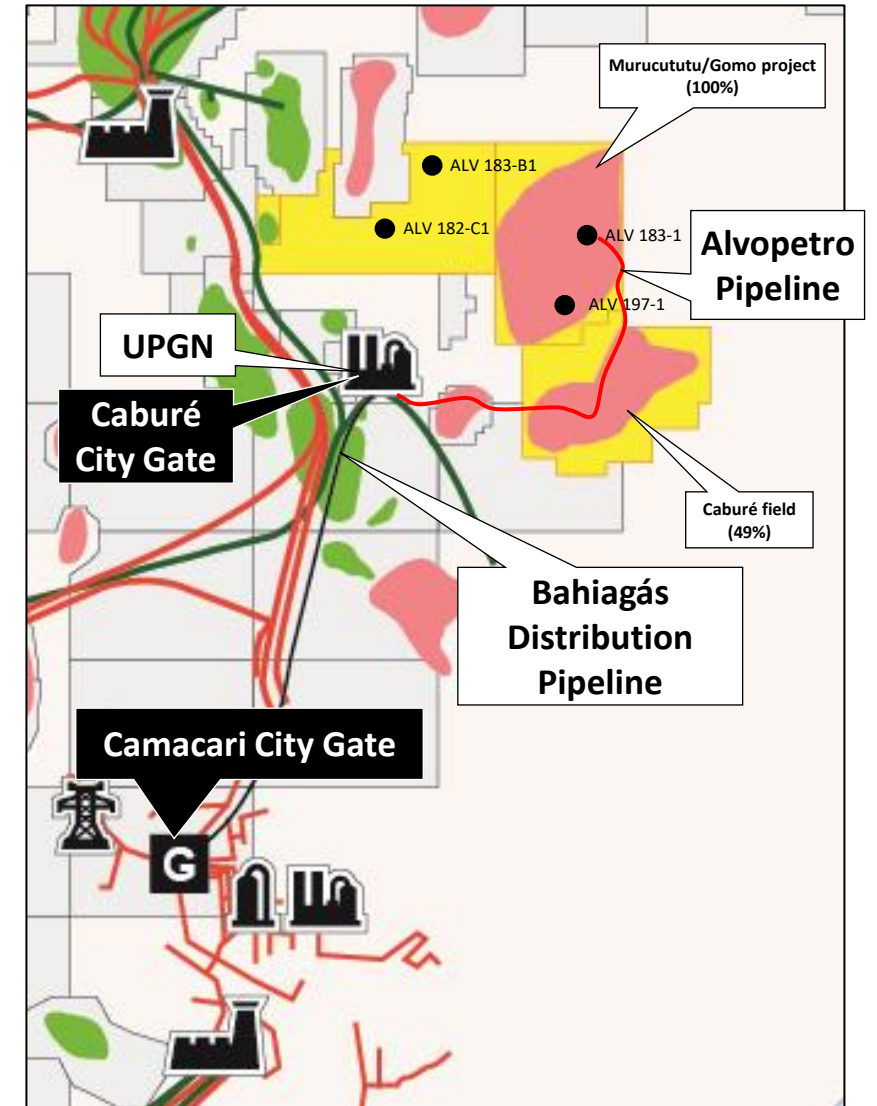 Murucututu/Gomo project
(100%)
ALV 183-B1
ALV 182-C1
ALV 183-1
Alvopetro
Pipeline
ALV 197-1
UPGN
Caburé
City Gate
Caburé field
(49%)
Bahiagás
Distribution
Pipeline
Camacari City Gate
G